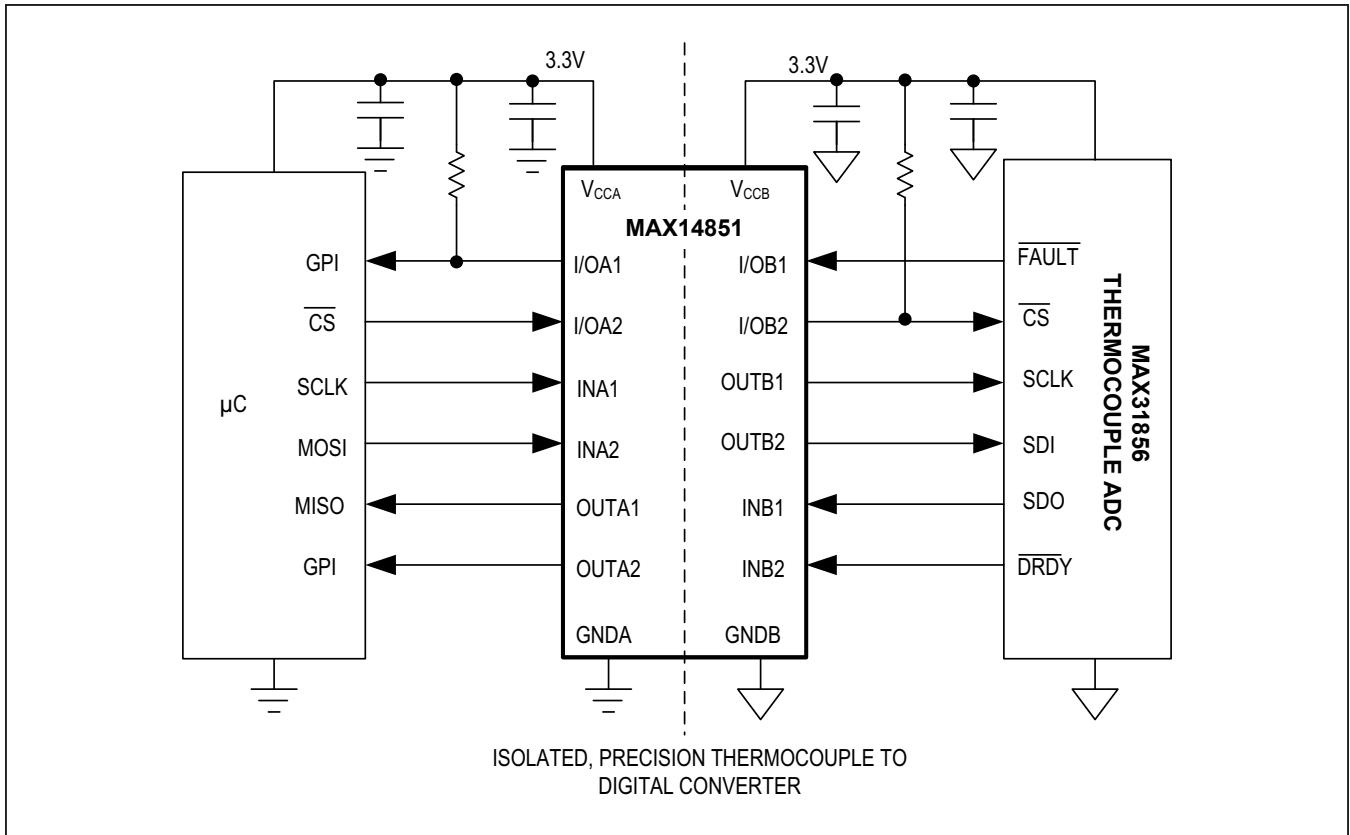 3.3V
3.3V
VCCA
VCCB
MAX14851
GPI
I/OA1
I/OB1
FAULT
CS
I/OA2
I/OB2
CS
SCLK
INA1
OUTB1
SCLK
µC
MOSI
INA2
OUTB2
SDI
MISO
OUTA1
INB1
SDO
GPI
OUTA2
INB2
DRDY
GNDA
GNDB
MAX31856
THERMOCOUPLE ADC
ISOLATED, PRECISION THERMOCOUPLE TO
DIGITAL CONVERTER